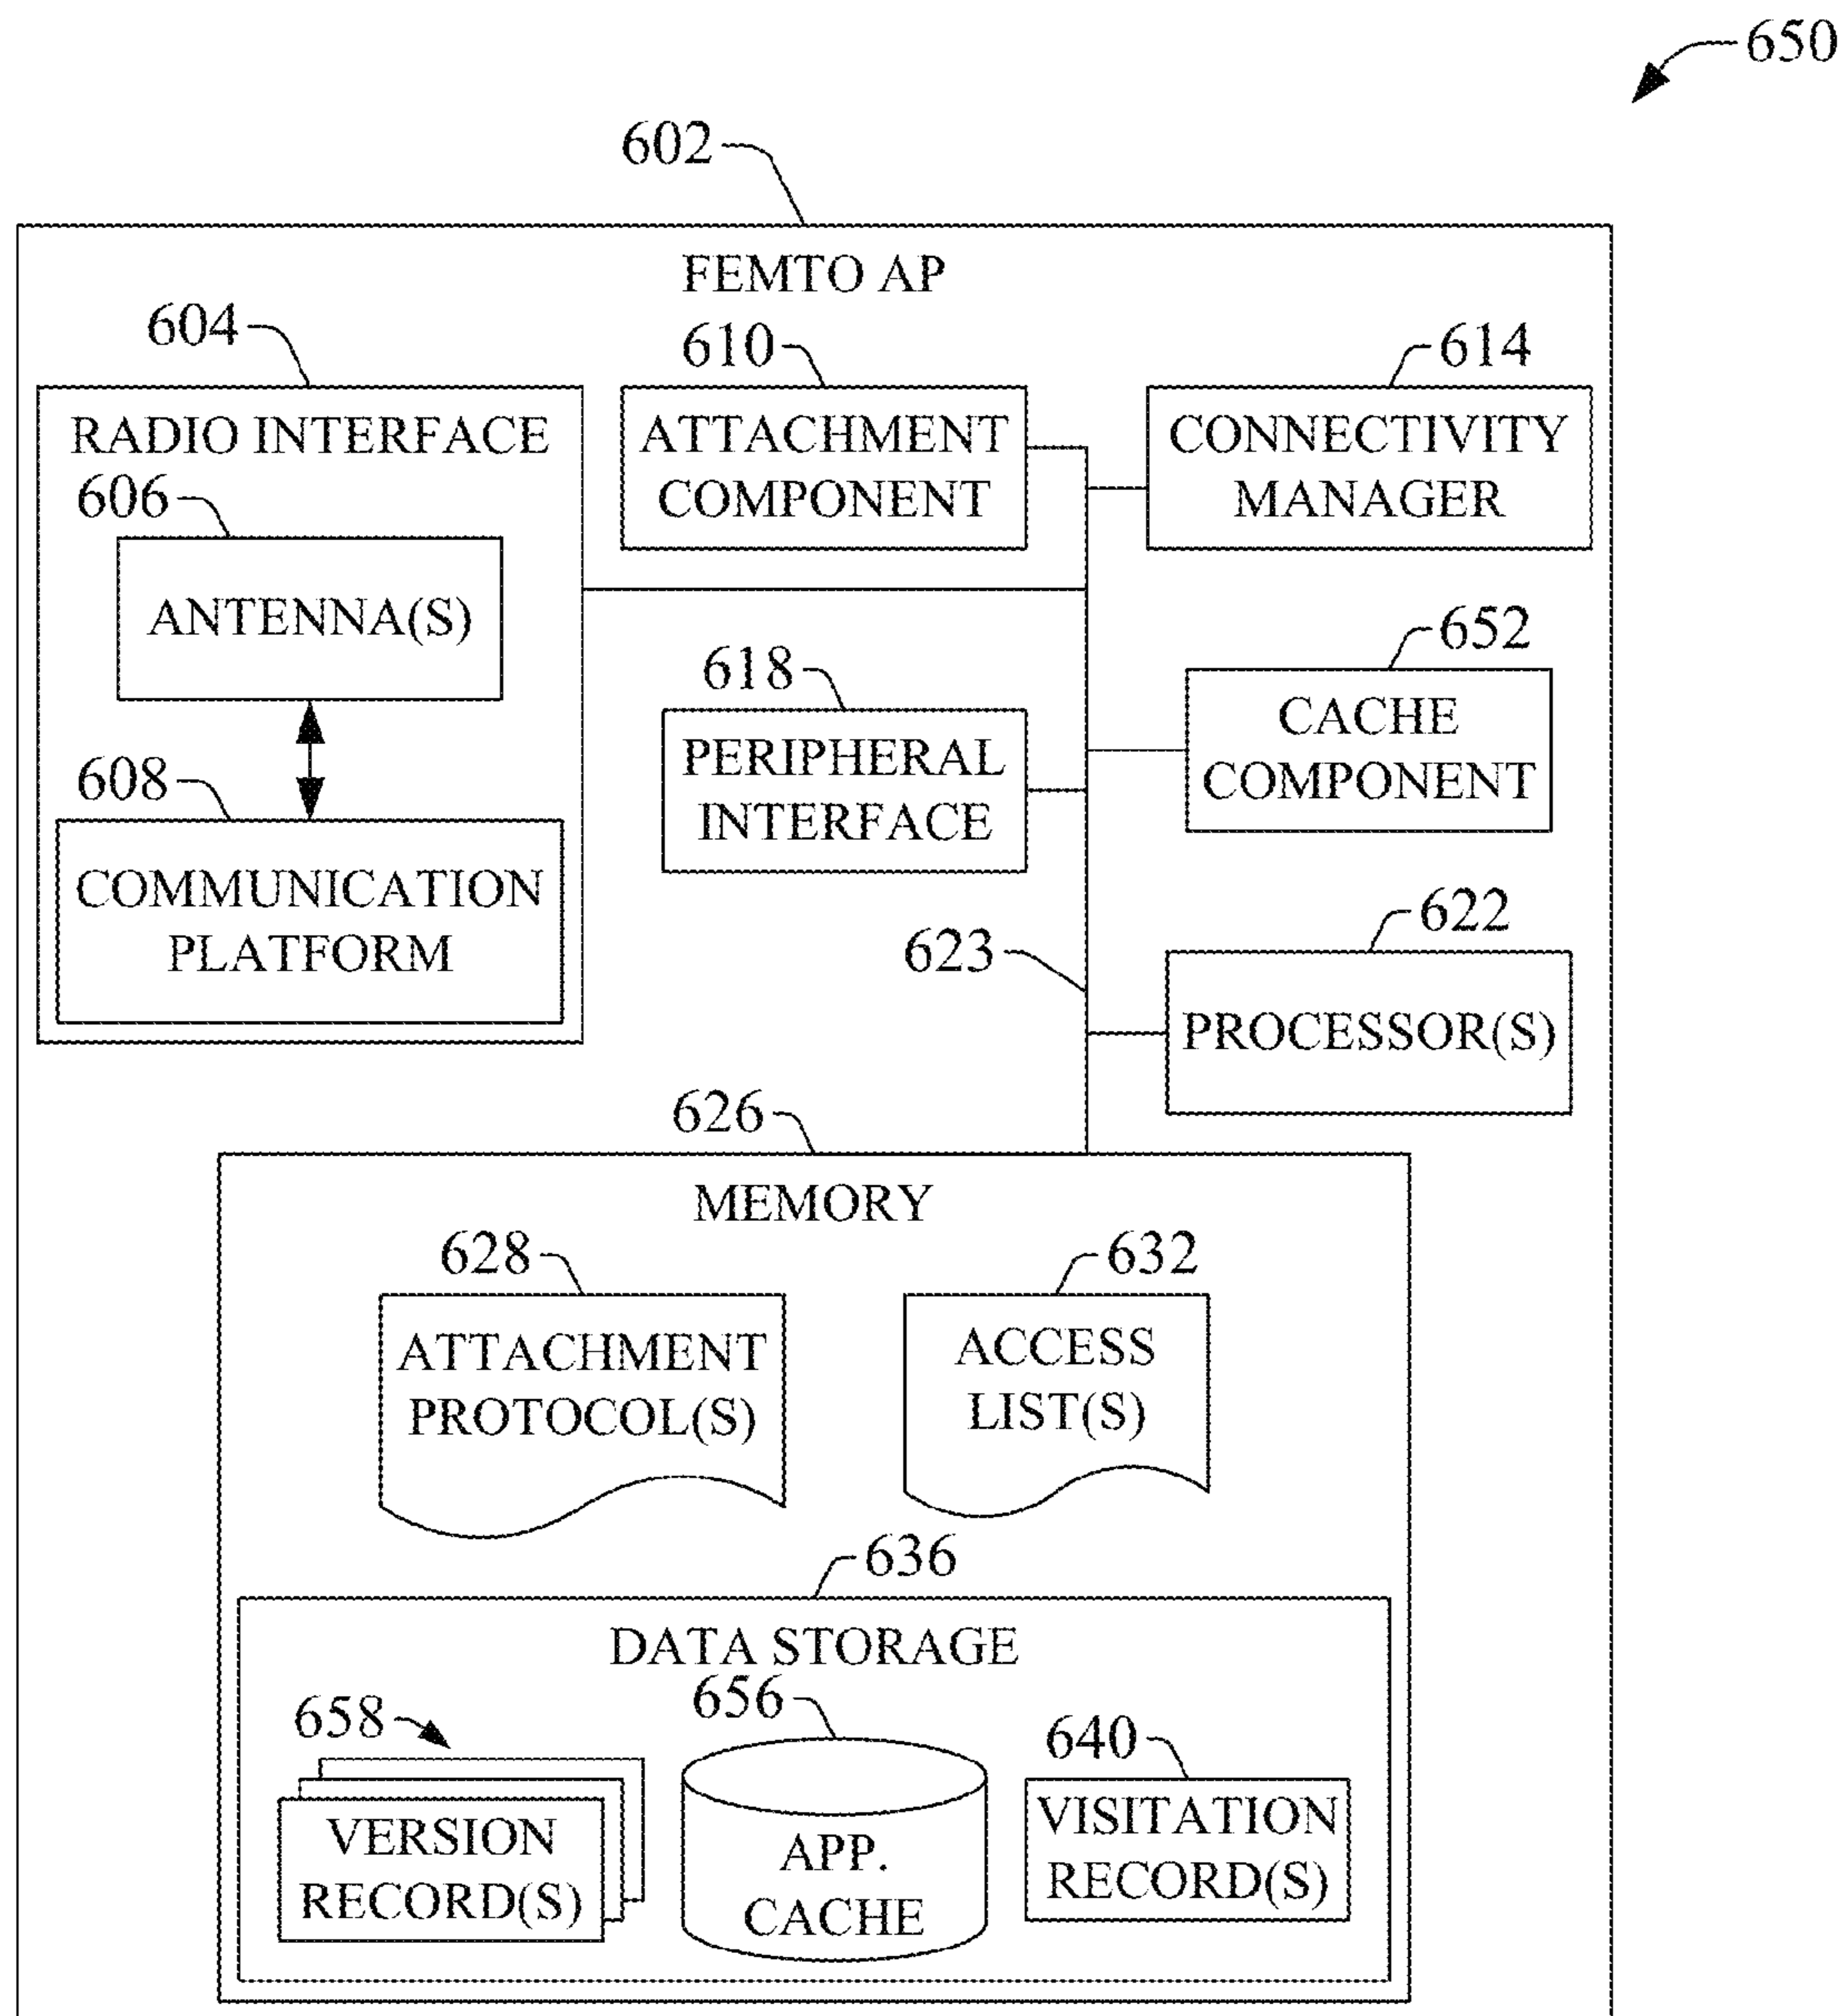 650
602
FEMTO AP
604
610
614
RADIO INTERFACE
ATTACHMENT
COMPONENT
CONNECTIVITY
MANAGER
606
ANTENNA(S)
652
618
CACHE
COMPONENT
PERIPHERAL
INTERFACE
608
COMMUNICATION
PLATFORM
622
623
PROCESSOR(S)
626
MEMORY
628
632
ATTACHMENT
PROTOCOL(S)
ACCESS
LIST(S)
636
DATA STORAGE
658
656
640
VERSION
RECORD(S)
APP.
CACHE
VISITATION
RECORD(S)